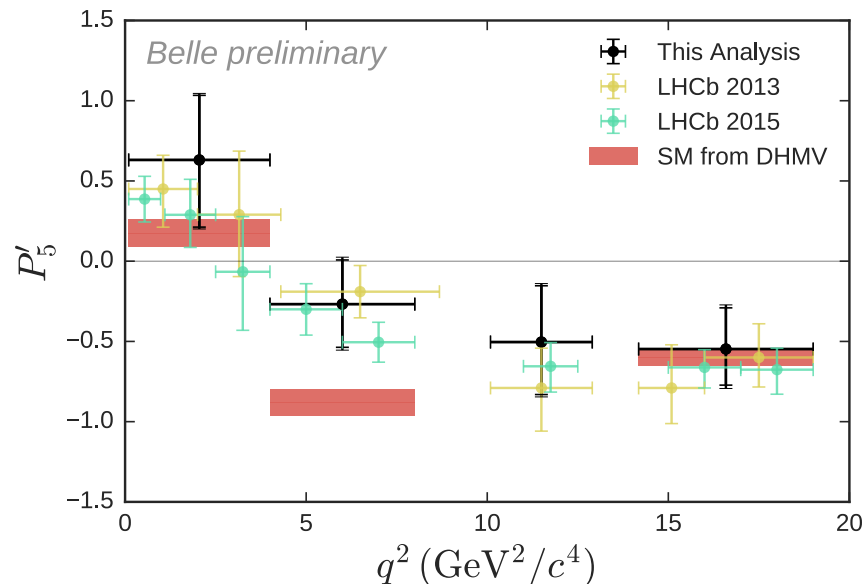 Belle preliminary
This Analysis
LHCb 2013
LHCb 2015
SM from DHMV
1.5
1.0
0.5
0.0
−0.5
−1.0
−1.5
P′₅
0 5 10 15 20
q² (GeV²/c⁴)